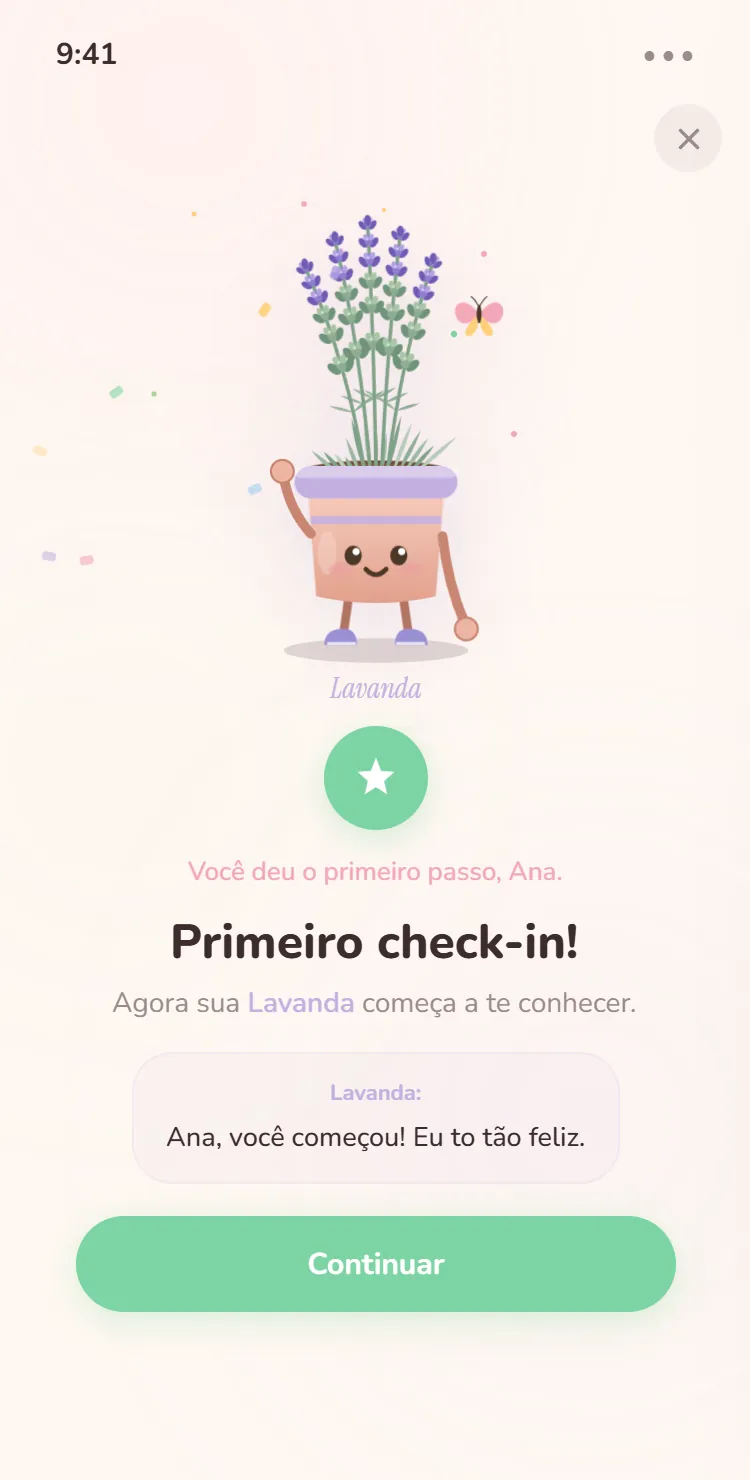 9:41
Lavanda
Você deu o primeiro passo, Ana.
Primeiro check-in!
Agora sua Lavanda começa a te conhecer.
Lavanda:
Ana, você começou! Eu to tão feliz.
Continuar